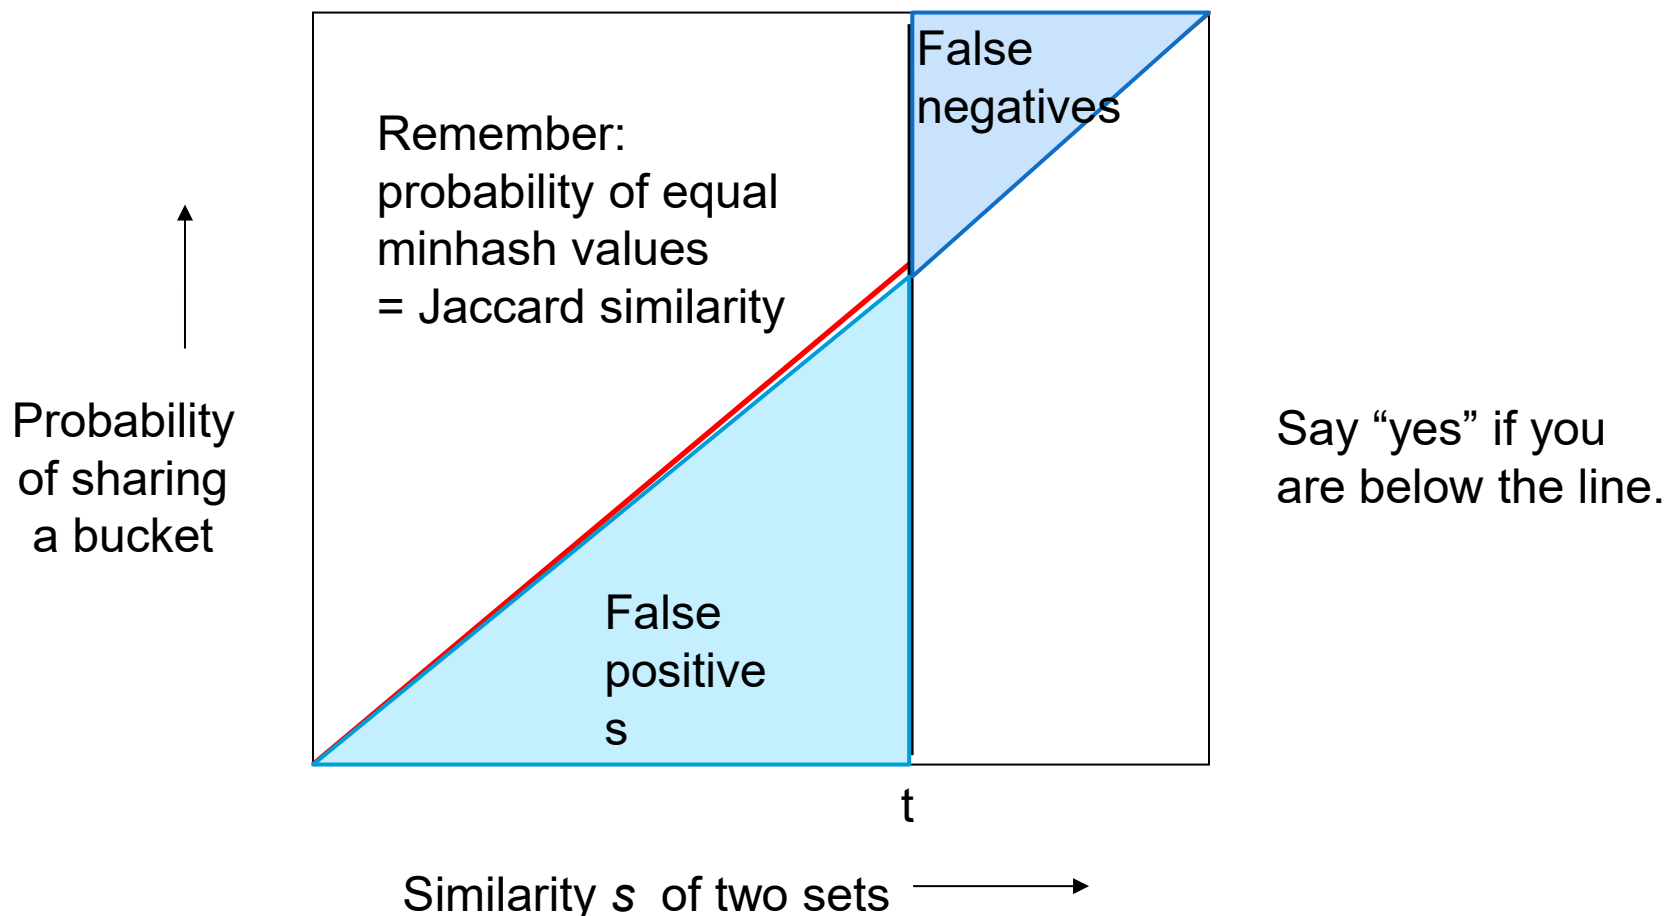 False
negatives
Remember:
probability of equal
minhash values
= Jaccard similarity
Probability
of sharing
a bucket
Say “yes” if you
are below the line.
False
positive
s
t
Similarity s of two sets